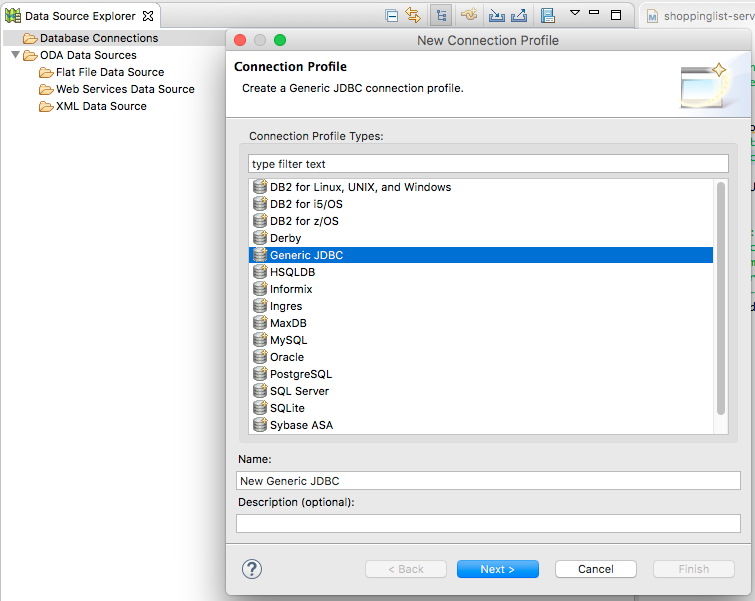 Data Source Explorer
shoppinglist-serv
Database Connections
ODA Data Sources
Flat File Data Source
Web Services Data Source
XML Data Source
New Connection Profile
Connection Profile
Create a Generic JDBC connection profile.
Connection Profile Types:
type filter text
DB2 for Linux, UNIX, and Windows
DB2 for i5/OS
DB2 for z/OS
Derby
Generic JDBC
HSQLDB
Informix
Ingres
MaxDB
MySQL
Oracle
PostgreSQL
SQL Server
SQLite
Sybase ASA
Name:
New Generic JDBC
Description (optional):
? < Back Next > Cancel Finish